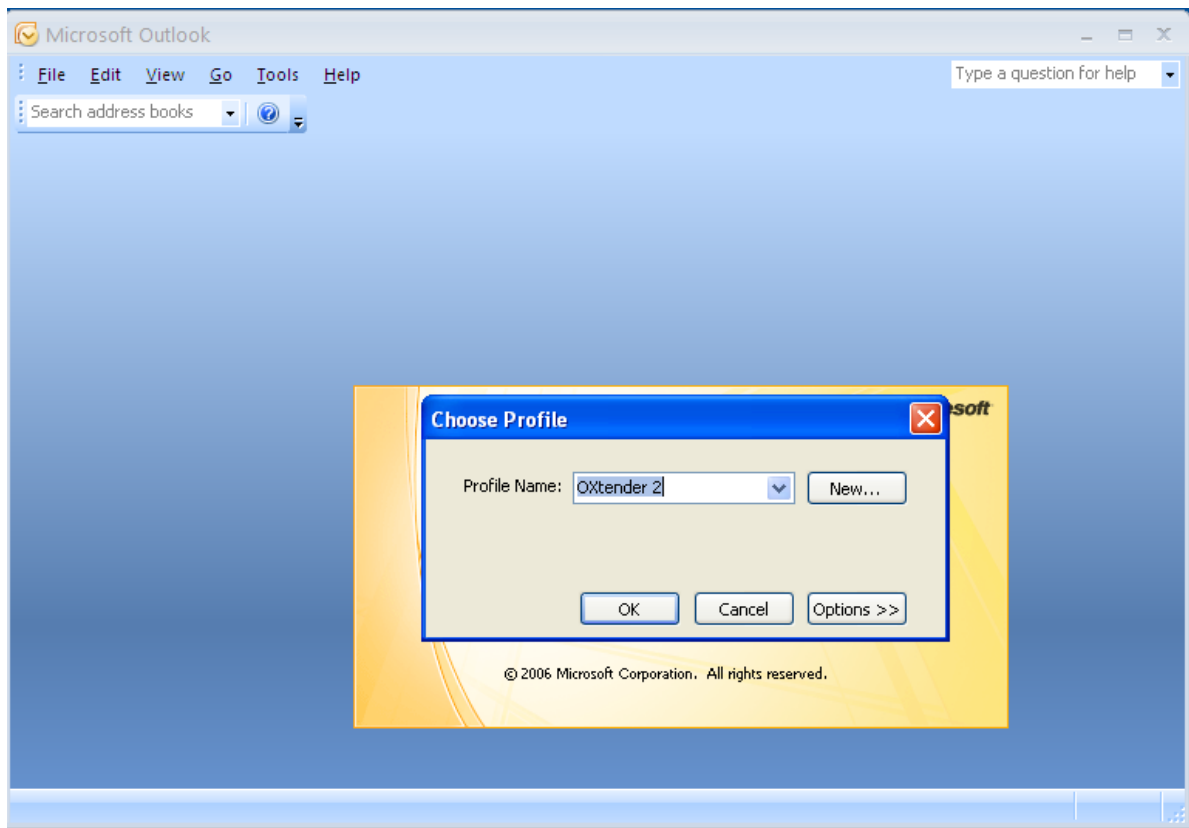 Microsoft Outlook
File Edit View Go Tools Help
Type a question for help
Search address books
Choose Profile
Profile Name: OXtender 2 New...
OK Cancel Options >>
© 2006 Microsoft Corporation. All rights reserved.